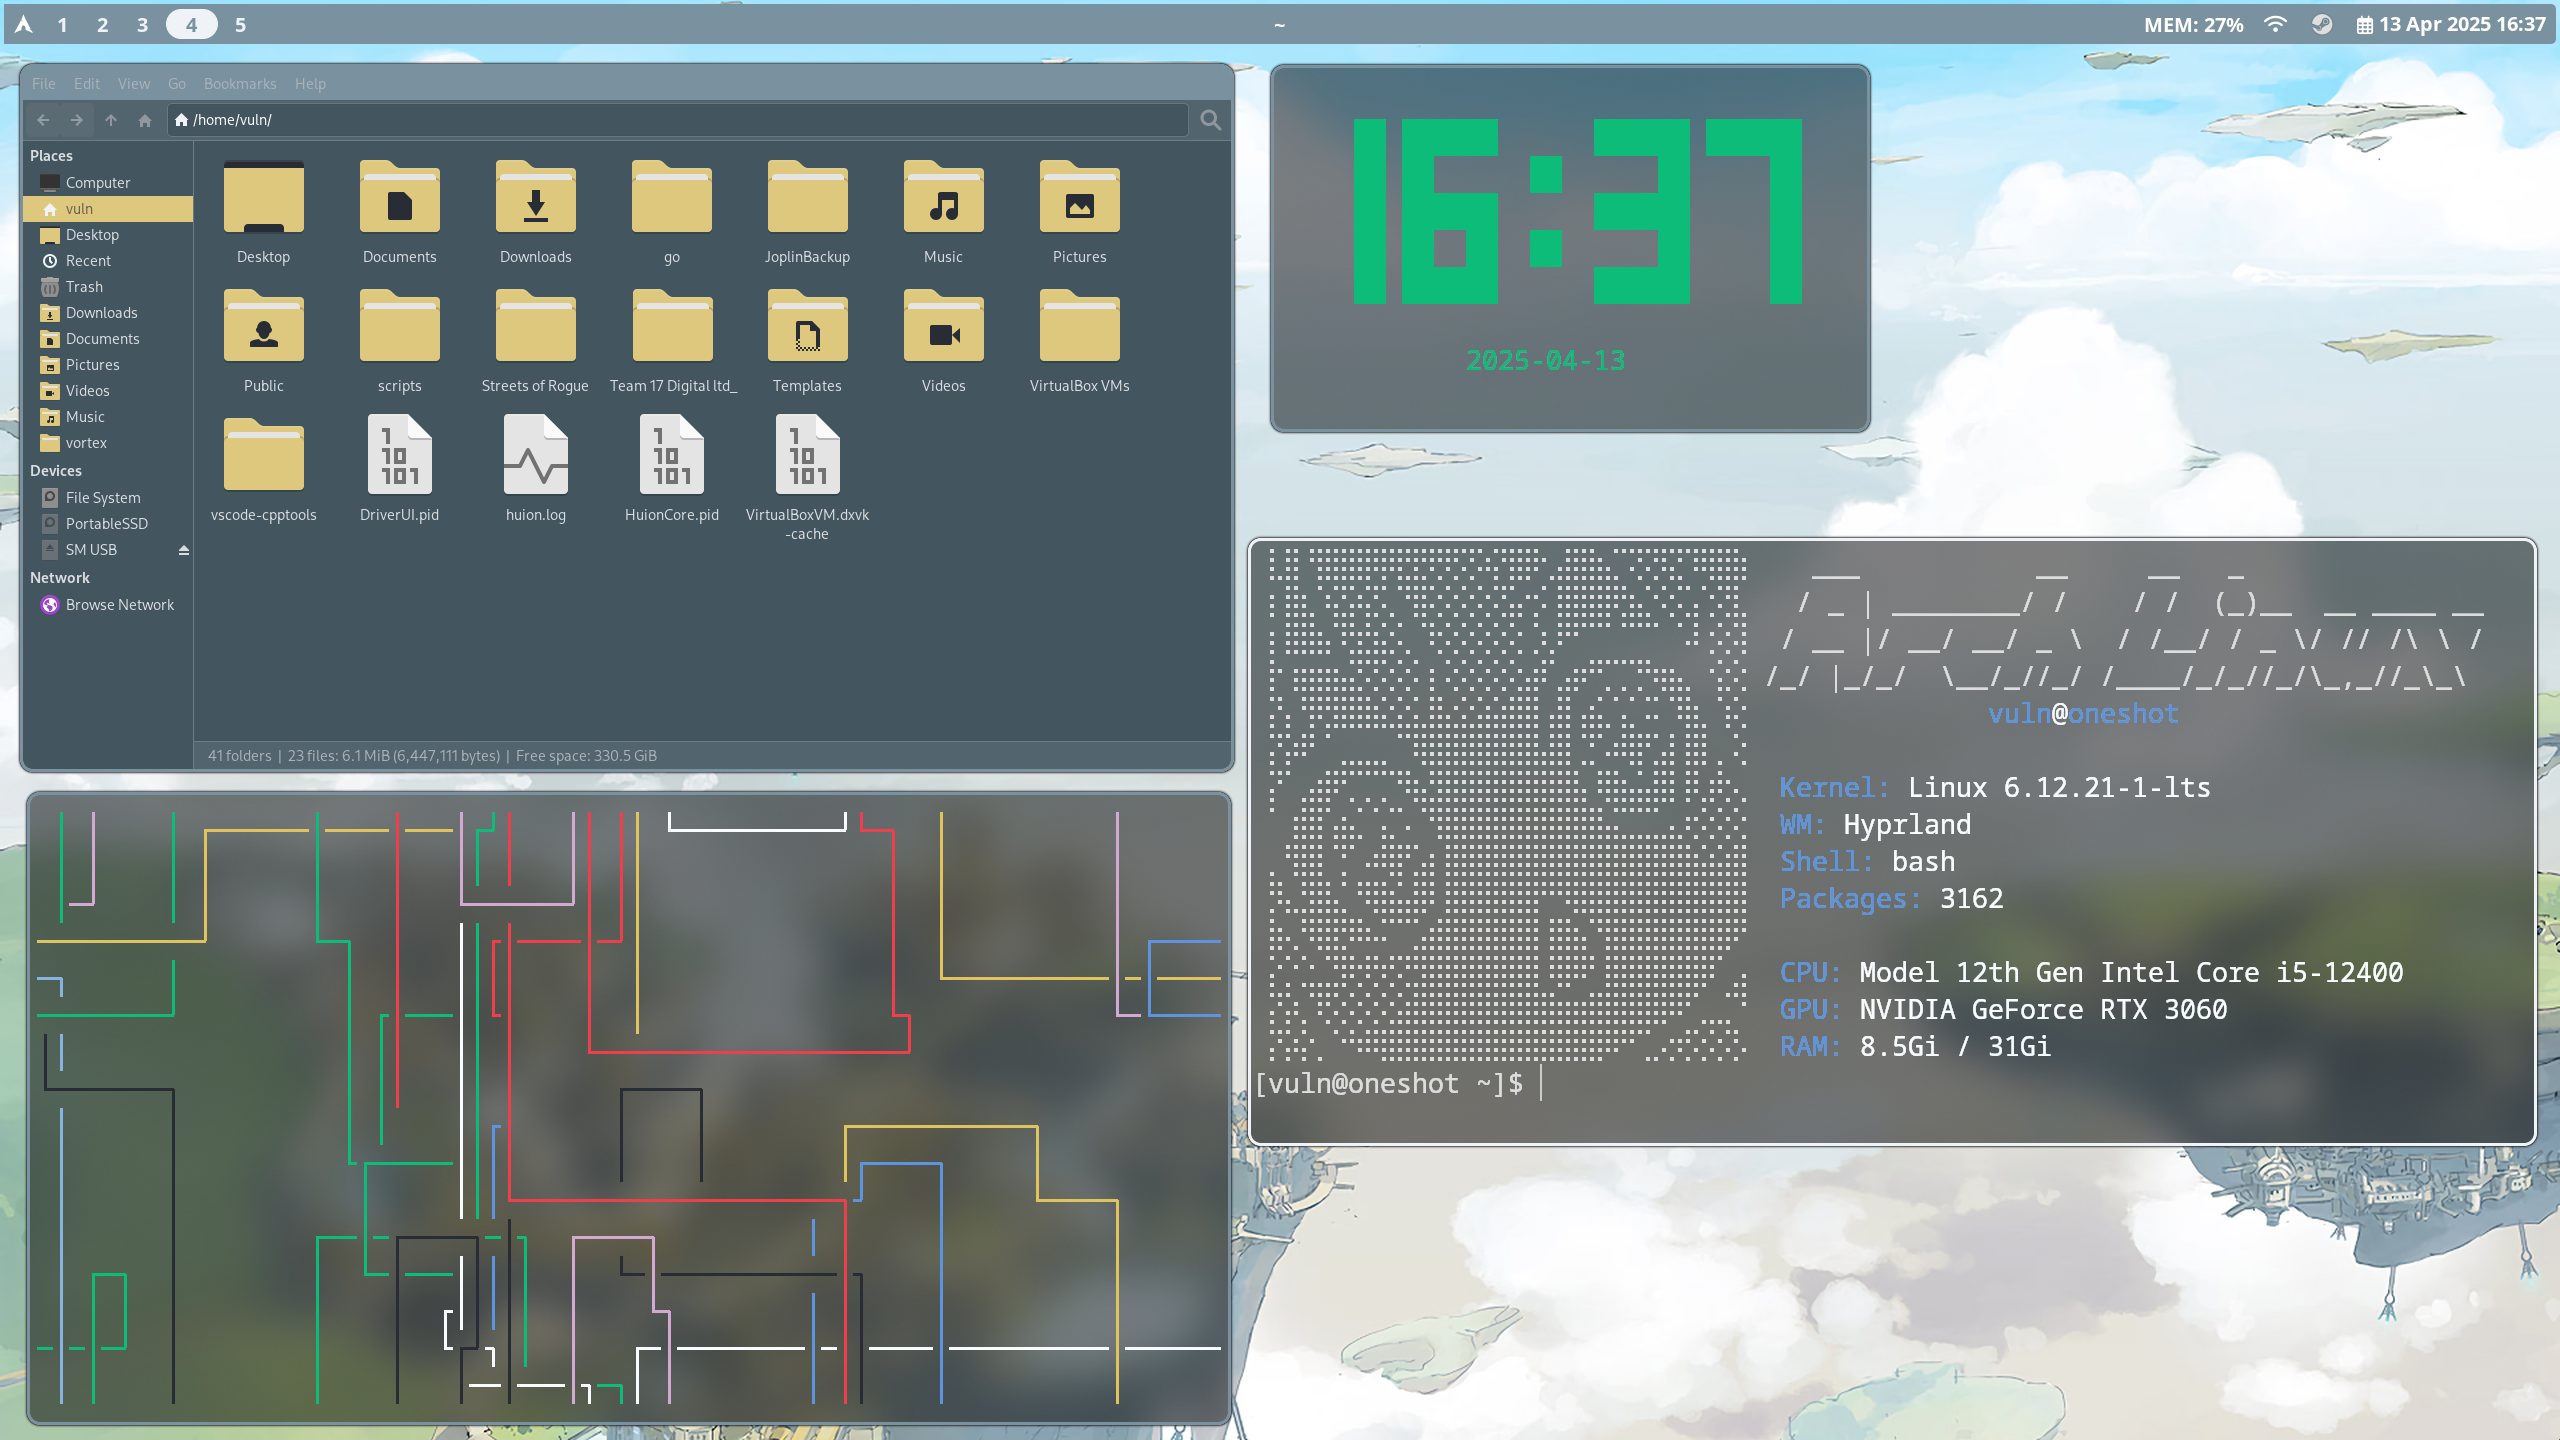 1 2 3 4 5
~
MEM: 27% 13 Apr 2025 16:37
File Edit View Go Bookmarks Help
/home/vuln/
Places
Computer
vuln
Desktop
Recent
Trash
Downloads
Documents
Pictures
Videos
Music
vortex
Devices
File System
PortableSSD
SM USB
Network
Browse Network
Desktop Documents Downloads go JoplinBackup Music Pictures
Public scripts Streets of Rogue Team 17 Digital ltd_ Templates Videos VirtualBox VMs
vscode-cpptools DriverUI.pid huion.log HuionCore.pid VirtualBoxVM.dxvk
-cache
41 folders | 23 files: 6.1 MiB (6,447,111 bytes) | Free space: 330.5 GiB
16:37
2025-04-13
Arch Linux
vuln@oneshot
Kernel: Linux 6.12.21-1-lts
WM: Hyprland
Shell: bash
Packages: 3162
CPU: Model 12th Gen Intel Core i5-12400
GPU: NVIDIA GeForce RTX 3060
RAM: 8.5Gi / 31Gi
[vuln@oneshot ~]$